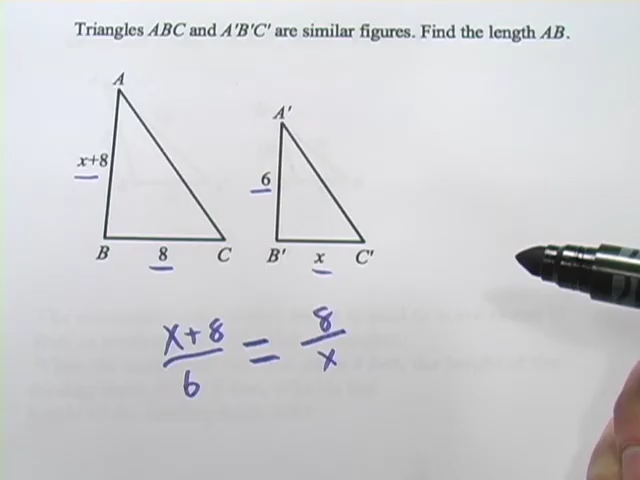 Triangles ABC and A'B'C' are similar figures. Find the length AB.
A
A'
x+8
6
B
8
C
B'
x
C'
x+8/6 = 8/x